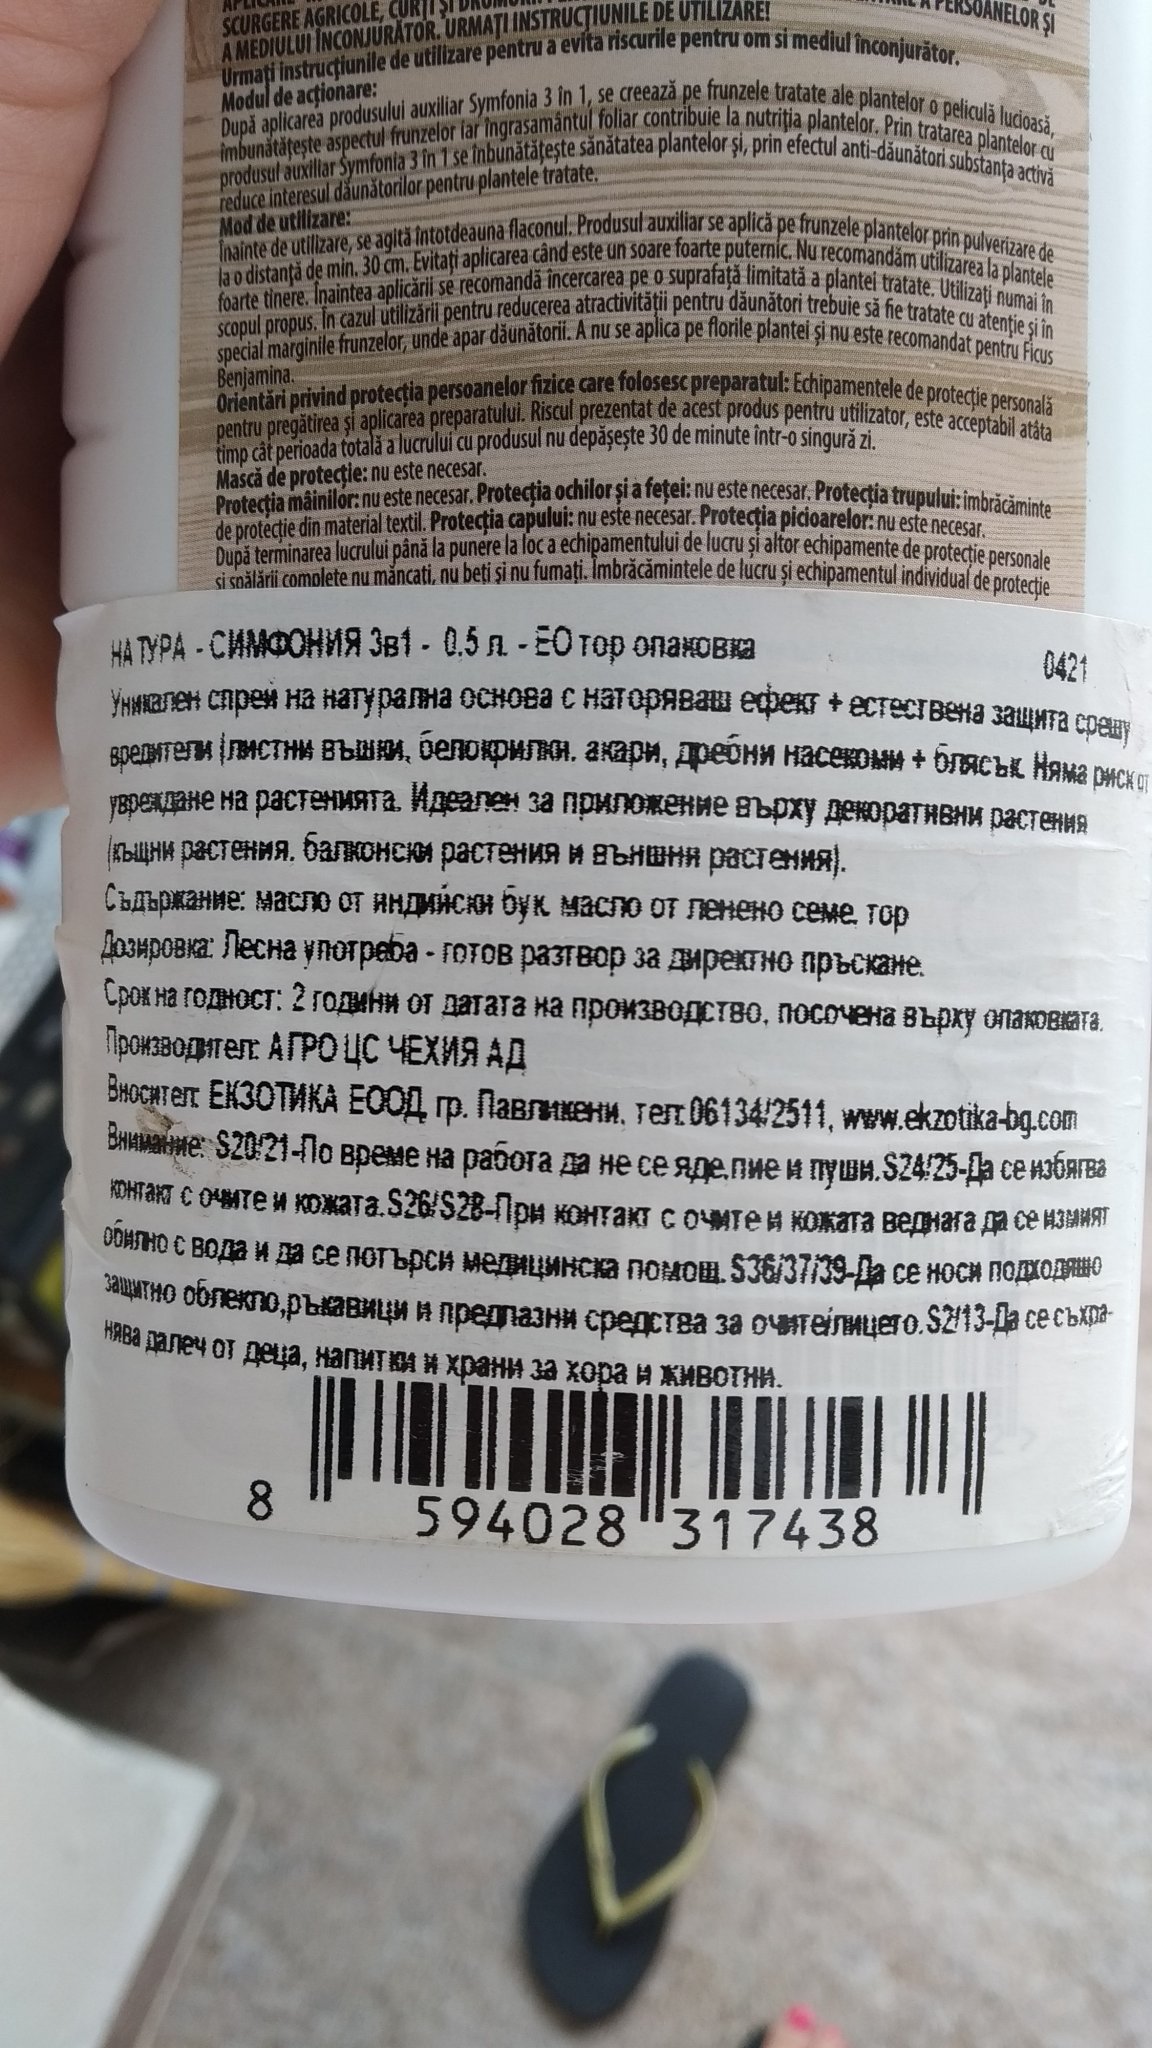 SCURGERE AGRICOLE, CURȚI ȘI DRUMURI A PERSOANELOR ȘI
A MEDIULUI ÎNCONJURĂTOR. URMAȚI INSTRUCȚIUNILE DE UTILIZARE!
Urmați instrucțiunile de utilizare pentru a evita riscurile pentru om si mediul înconjurător.
Modul de acționare:
După aplicarea produsului auxiliar Symfonia 3 în 1, se creează pe frunzele tratate ale plantelor o peliculă lucioasă,
îmbunătățește aspectul frunzelor iar îngrasamântul foliar contribuie la nutriția plantelor. Prin tratarea plantelor cu
produsul auxiliar Symfonia 3 în 1 se înbunătățește sănătatea plantelor și, prin efectul anti-dăunători substanța activă
reduce interesul dăunătorilor pentru plantele tratate.
Mod de utilizare:
Înainte de utilizare, se agită întotdeauna flaconul. Produsul auxiliar se aplică pe frunzele plantelor prin pulverizare de
la o distanță de min. 30 cm. Evitați aplicarea când este un soare foarte puternic. Nu recomandăm utilizarea la plantele
foarte tinere. Înaintea aplicării se recomandă încercarea pe o suprafață limitată a plantei tratate. Utilizați numai în
scopul propus. În cazul utilizării pentru reducerea atractivității pentru dăunători trebuie să fie tratate cu atenție și în
special marginile frunzelor, unde apar dăunătorii. A nu se aplica pe florile plantei și nu este recomandat pentru Ficus
Benjamina.
Orientări privind protecția persoanelor fizice care folosesc preparatul: Echipamentele de protecție personală
pentru pregătirea și aplicarea preparatului. Riscul prezentat de acest produs pentru utilizator, este acceptabil atâta
timp cât perioada totală a lucrului cu produsul nu depășește 30 de minute într-o singură zi.
Mască de protecție: nu este necesar.
Protecția mâinilor: nu este necesar. Protecția ochilor și a feței: nu este necesar. Protecția trupului: îmbrăcăminte
de protecție din material textil. Protecția capului: nu este necesar. Protecția picioarelor: nu este necesar.
După terminarea lucrului până la punere la loc a echipamentului de lucru și altor echipamente de protecție personale
și spălării complete nu mâncați, nu beți și nu fumați. Îmbrăcămintele de lucru și echipamentul individual de protecție
НАТУРА - СИМФОНИЯ 3в1 - 0.5 л. - ЕО тор опаковка
0421
Уникален спрей на натурална основа с наторяващ ефект + естествена защита срещу
вредители (листни въшки, белокрилки, акари, дребни насекоми + блясък. Няма риск от
увреждане на растенията. Идеален за приложение върху декоративни растения
(къщни растения, балконски растения и външни растения).
Съдържание: масло от индийски бук, масло от ленено семе, тор
Дозировка: Лесна употреба - готов разтвор за директно пръскане.
Срок на годност: 2 години от датата на производство, посочена върху опаковката.
Производител: АГРО ЦС ЧЕХИЯ АД
Вносител: ЕКЗОТИКА ЕООД, гр. Павликени, тел:06134/2511, www.ekzotika-bg.com
Внимание: S20/21-По време на работа да не се яде,пие и пуши.S24/25-Да се избягва
контакт с очите и кожата.S26/S28-При контакт с очите и кожата веднага да се измият
обилно с вода и да се потърси медицинска помощ.S36/37/39-Да се носи подходящо
защитно облекло,ръкавици и предпазни средства за очите/лицето.S2/13-Да се съхра-
нява далеч от деца, напитки и храни за хора и животни.
8 594028 317438